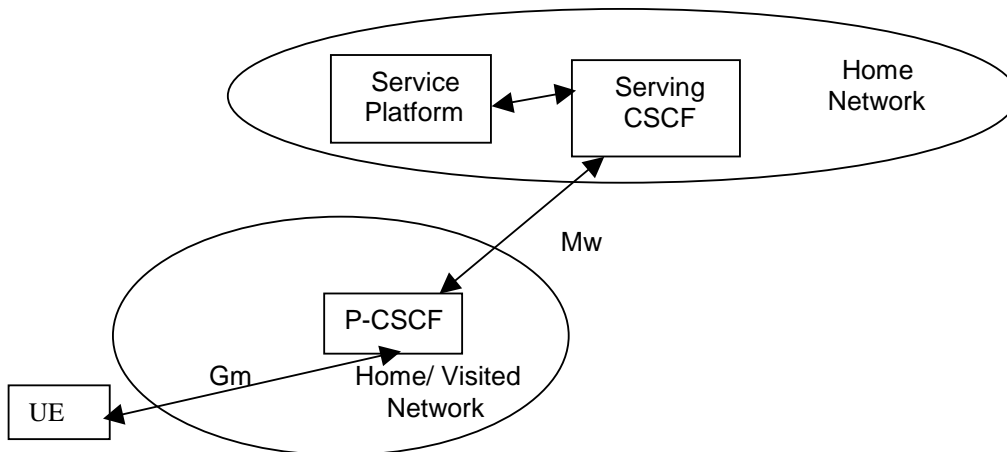 Service
Platform
Serving
CSCF
Home
Network
Mw
P-CSCF
Gm
Home/ Visited
Network
UE